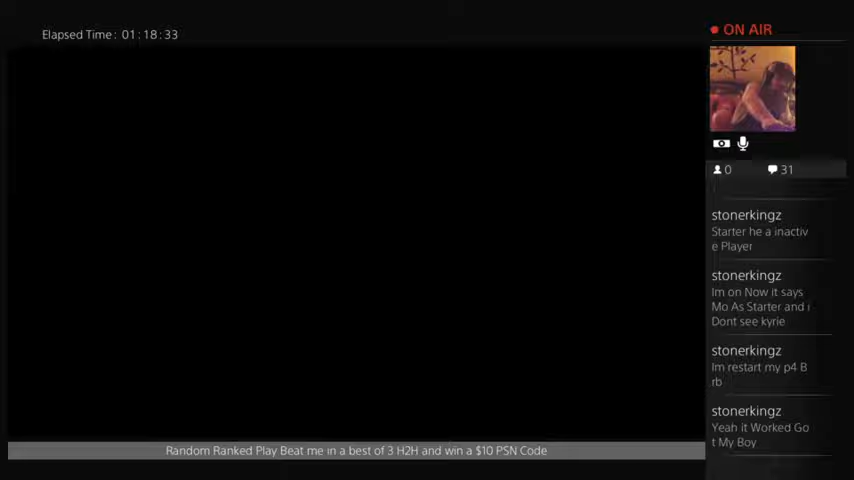 Elapsed Time: 01:18:33
ON AIR
0
31
stonerkingz
Starter he a inactiv
e Player
stonerkingz
Im on Now it says
Mo As Starter and i
Dont see kyrie
stonerkingz
Im restart my p4 B
rb
stonerkingz
Yeah it Worked Go
t My Boy
Random Ranked Play Beat me in a best of 3 H2H and win a $10 PSN Code